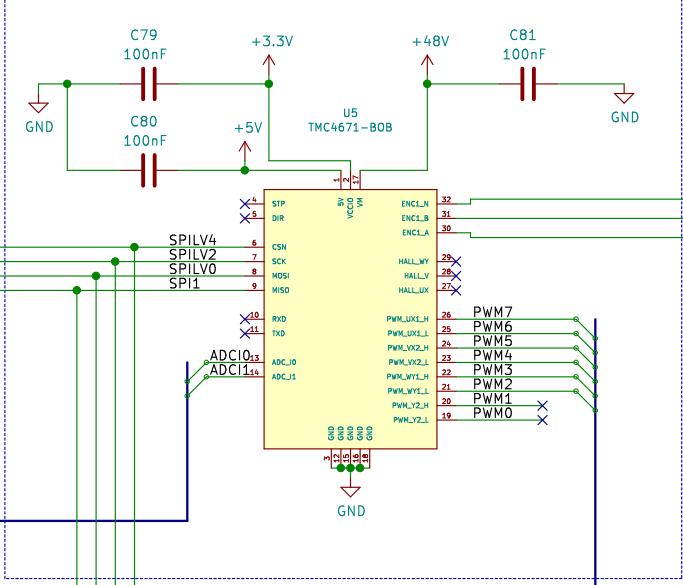 C79
100nF
+3.3V
+48V
C81
100nF
GND
C80
100nF
+5V
U5
TMC4671-BOB
GND
1
2
17
5V
VCCIO
VM
4
STP
5
DIR
SPILV4
6
CSN
SPILV2
7
SCK
SPILV0
8
MOSI
SPI1
9
MISO
10
RXD
11
TXD
ADCI0
13
ADC_I0
ADCI1
14
ADC_I1
ENC1_N
32
ENC1_B
31
ENC1_A
30
HALL_WY
29
HALL_V
28
HALL_UX
27
PWM_UX1_H
26
PWM7
PWM_UX1_L
25
PWM6
PWM_VX2_H
24
PWM5
PWM_VX2_L
23
PWM4
PWM_WY1_H
22
PWM3
PWM_WY1_L
21
PWM2
PWM_Y2_H
20
PWM1
PWM_Y2_L
19
PWM0
GND
GND
GND
GND
GND
3
12
15
16
18
GND